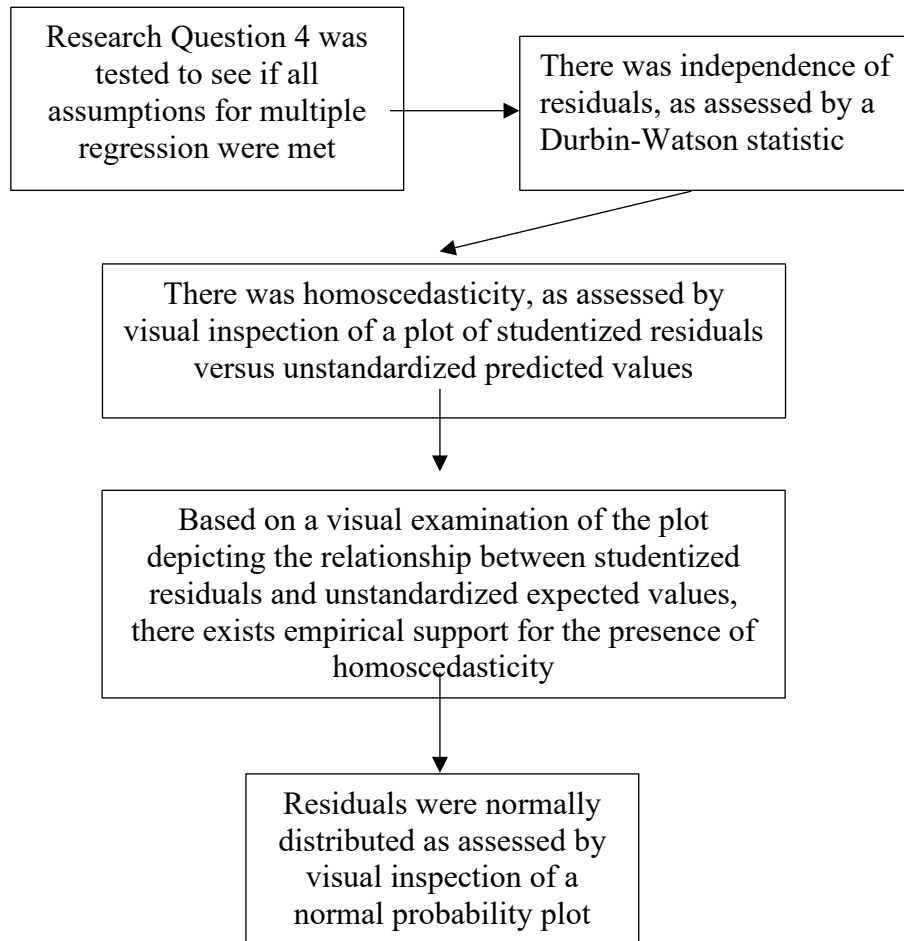 Research Question 4 was
tested to see if all
assumptions for multiple
regression were met
There was independence of
residuals, as assessed by a
Durbin-Watson statistic
There was homoscedasticity, as assessed by
visual inspection of a plot of studentized residuals
versus unstandardized predicted values
Based on a visual examination of the plot
depicting the relationship between studentized
residuals and unstandardized expected values,
there exists empirical support for the presence of
homoscedasticity
Residuals were normally
distributed as assessed by
visual inspection of a
normal probability plot